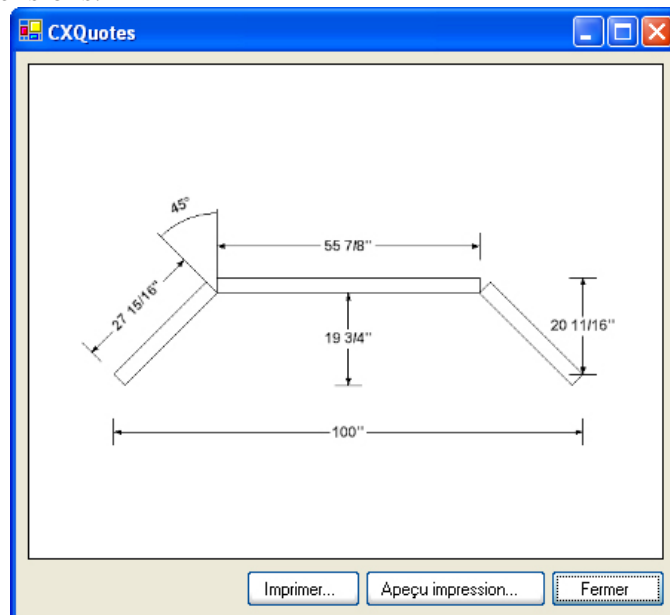 CXQuotes
45°
55 7/8"
27 15/16"
19 3/4"
20 11/16"
100"
Imprimer...
Apeçu impression...
Fermer